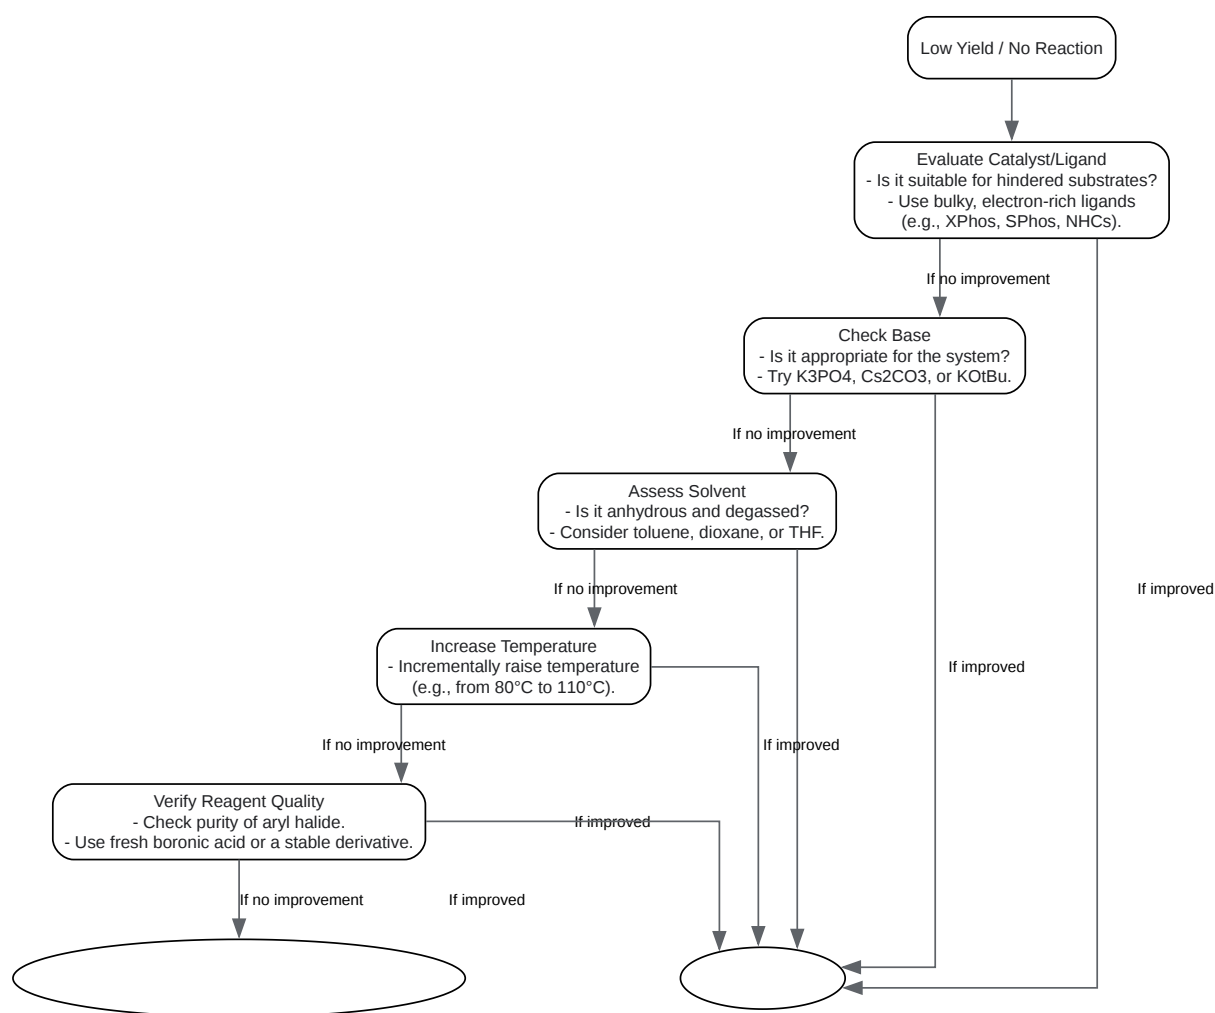 Low Yield / No Reaction
Evaluate Catalyst/Ligand
- Is it suitable for hindered substrates?
- Use bulky, electron-rich ligands
(e.g., XPhos, SPhos, NHCs).
If no improvement
Check Base
- Is it appropriate for the system?
- Try K3PO4, Cs2CO3, or KOtBu.
If no improvement
Assess Solvent
- Is it anhydrous and degassed?
- Consider toluene, dioxane, or THF.
If no improvement
If improved
Increase Temperature
- Incrementally raise temperature
(e.g., from 80°C to 110°C).
If improved
If no improvement
If improved
Verify Reagent Quality
- Check purity of aryl halide.
- Use fresh boronic acid or a stable derivative.
If improved
If no improvement
If improved